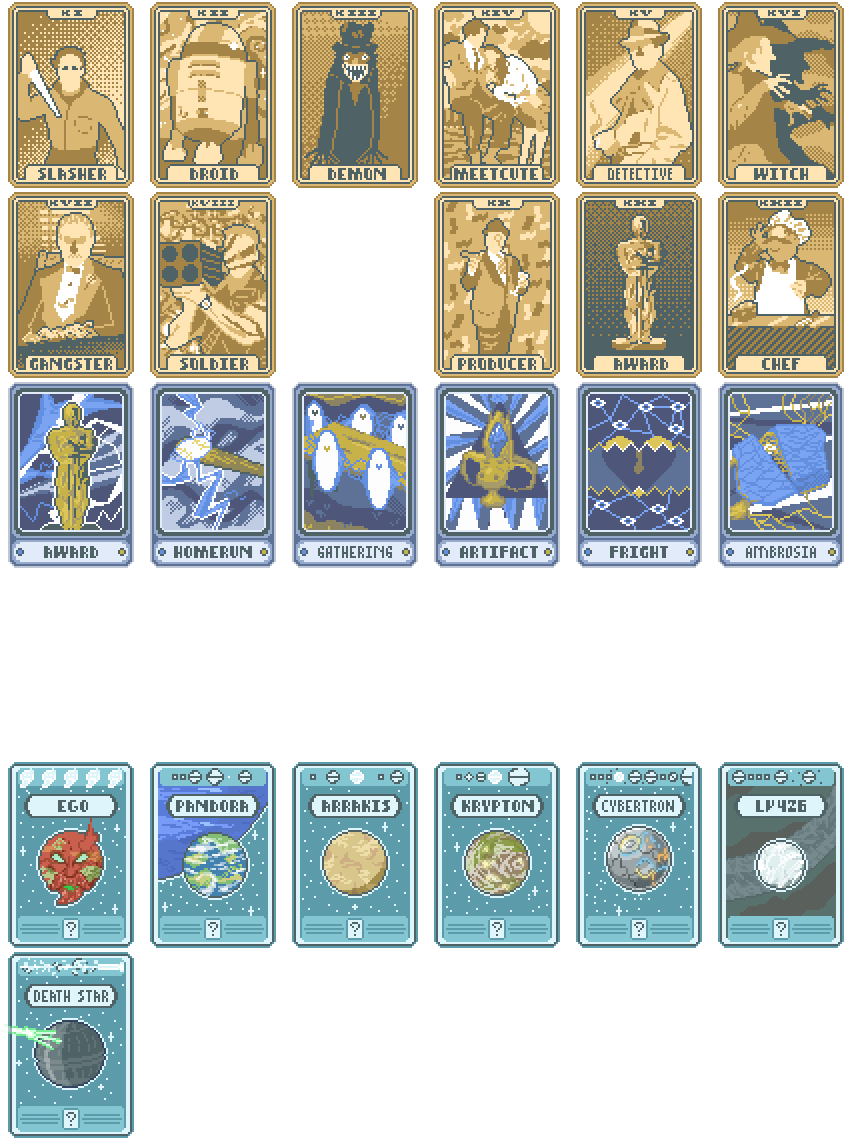 XI XII XIII XIV XV XVI
SLASHER DROID DEMON MEETCUTE DETECTIVE WITCH
XVII XVIII XX XXI XXII
GANGSTER SOLDIER PRODUCER AWARD CHEF
AWARD HOMERUN GATHERING ARTIFACT FRIGHT AMBROSIA
EGO PANDORA ARRAKIS KRYPTON CYBERTRON LV426
? ? ? ? ? ?
DEATH STAR
?